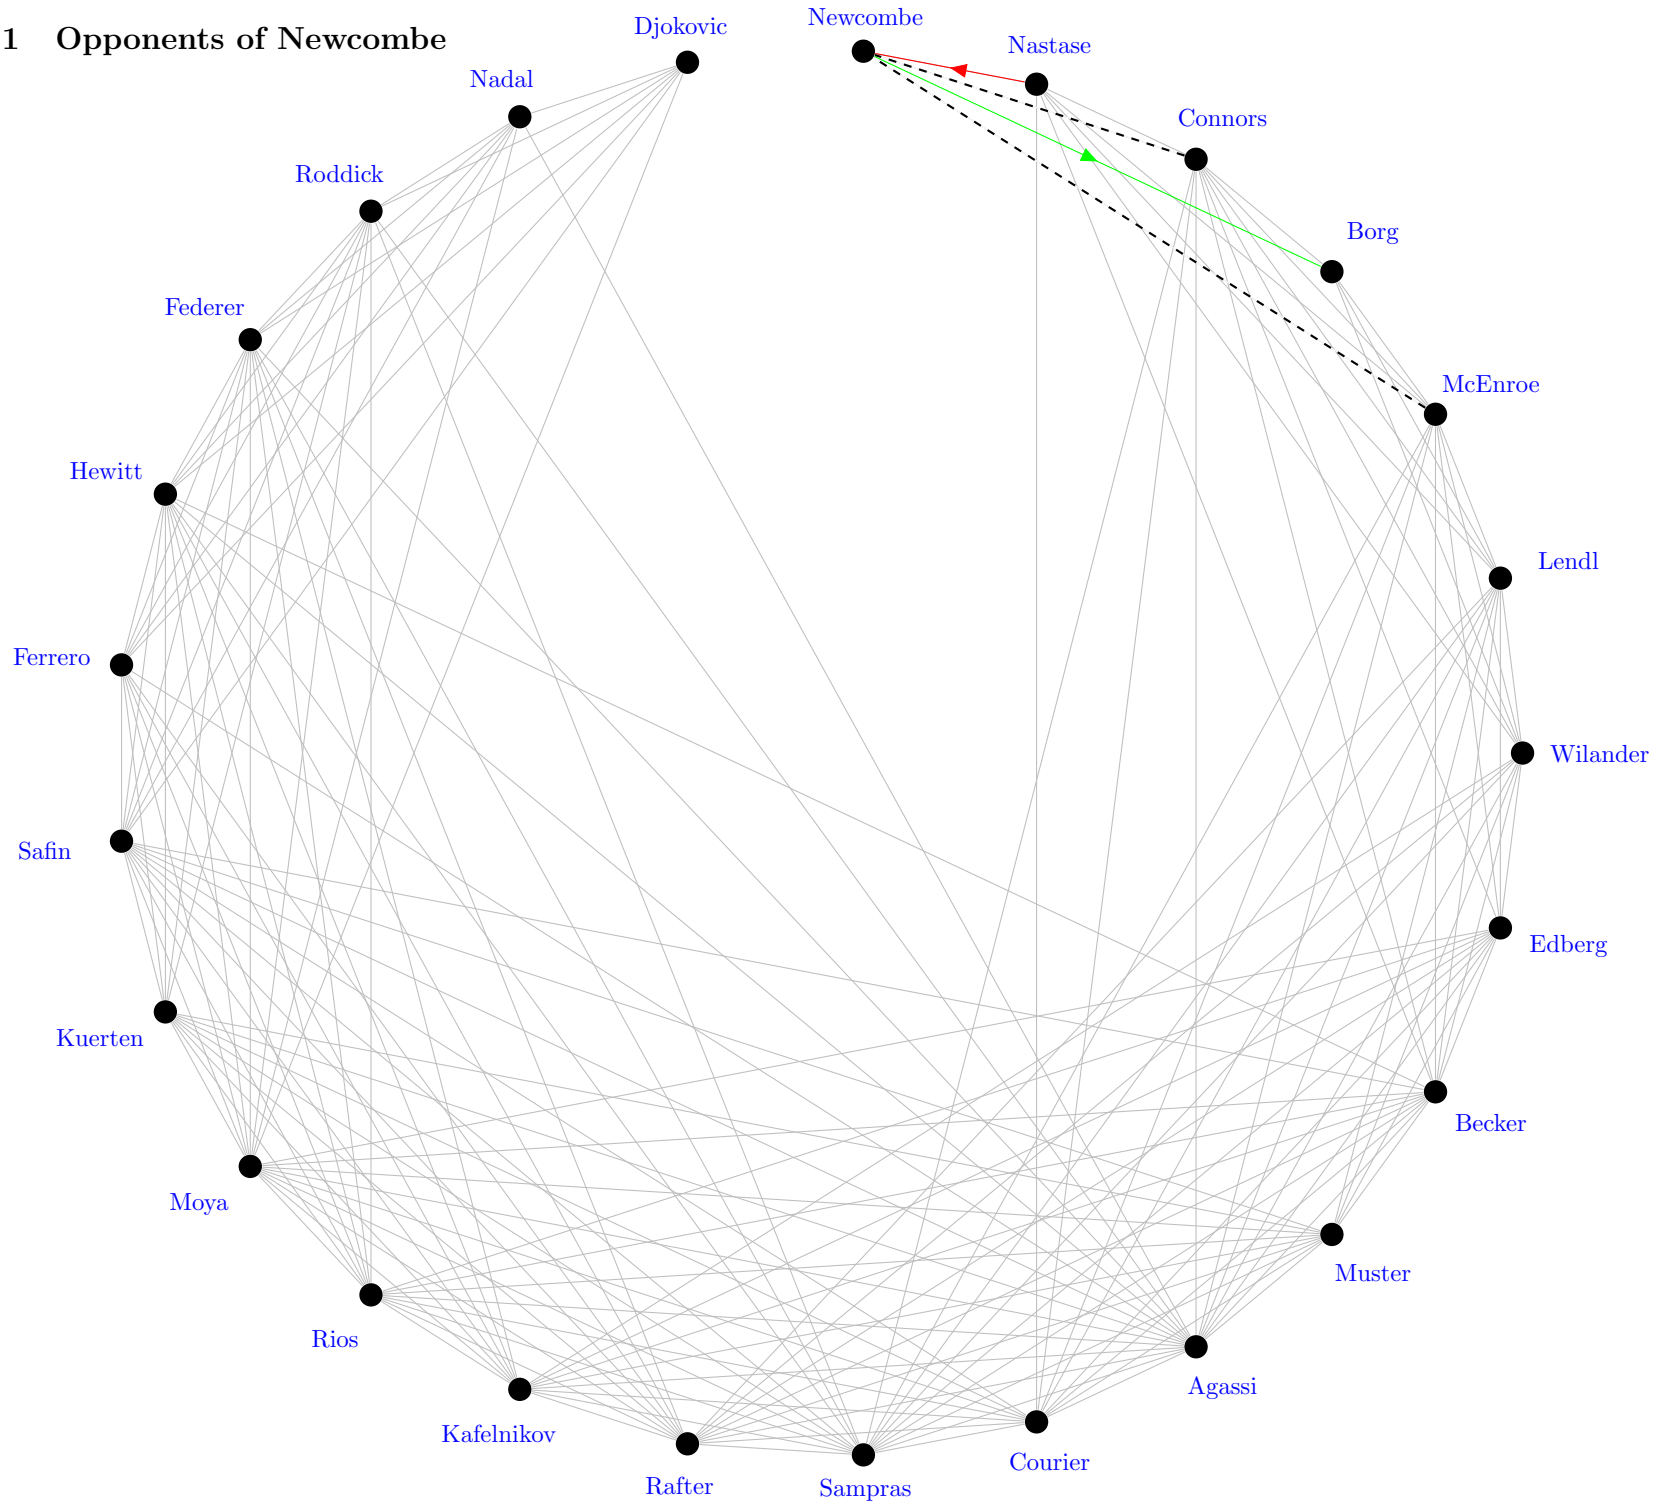 1 Opponents of Newcombe
Newcombe
Djokovic
Nastase
Nadal
Connors
Roddick
Borg
Federer
McEnroe
Hewitt
Lendl
Ferrero
Wilander
Safin
Edberg
Kuerten
Becker
Moya
Muster
Rios
Agassi
Kafelnikov
Courier
Rafter
Sampras